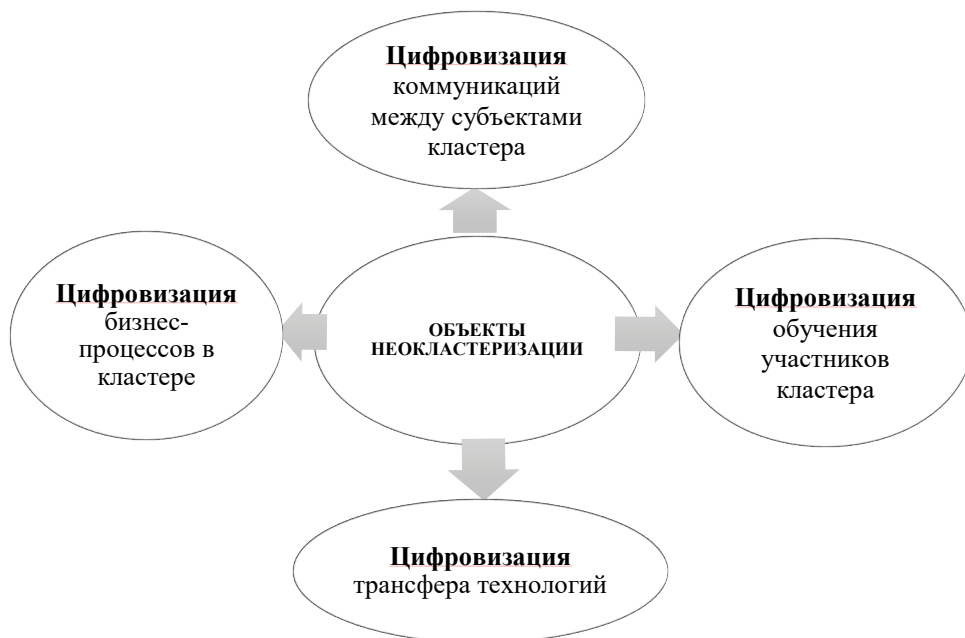 Цифровизация
коммуникаций
между субъектами
кластера
Цифровизация
бизнес-
процессов в
кластере
ОБЪЕКТЫ
НЕОКЛАСТЕРИЗАЦИИ
Цифровизация
обучения
участников
кластера
Цифровизация
трансфера технологий